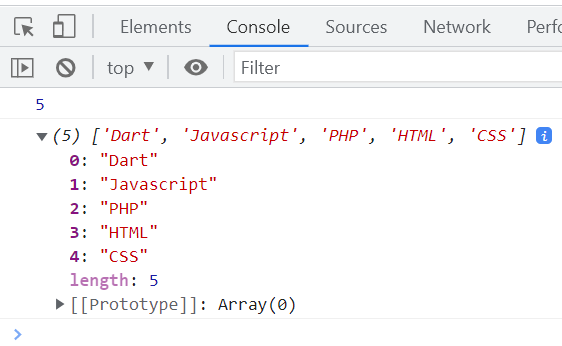 Elements Console Sources Network Perfo
top ▼ Filter
5
▼ (5) ['Dart', 'Javascript', 'PHP', 'HTML', 'CSS'] i
0: "Dart"
1: "Javascript"
2: "PHP"
3: "HTML"
4: "CSS"
length: 5
▶ [[Prototype]]: Array(0)
>